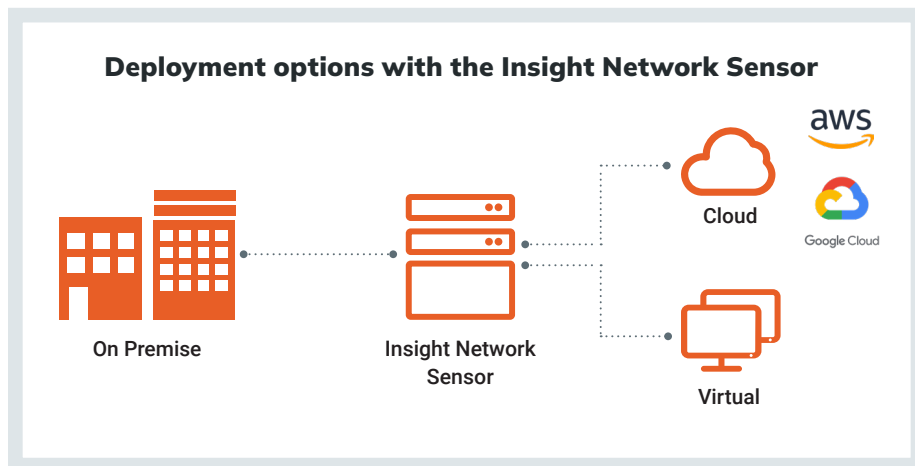 Deployment options with the Insight Network Sensor
aws
Cloud
Google Cloud
On Premise
Insight Network
Sensor
Virtual